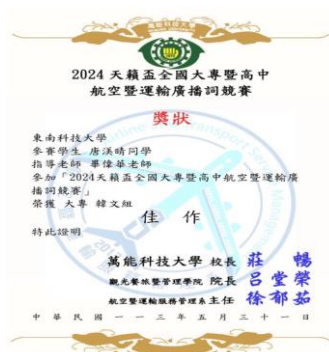 2024 天籟盃全國大專暨高中
航空暨運輸廣播詞競賽
獎狀
東南科技大學
參賽學生 唐漢晴同學
指導老師 畢偉華老師
參加「2024天籟盃全國大專暨高中航空暨運輸廣
播詞競賽」
榮獲 大專 韓文組
佳 作
特此證明
萬能科技大學 校長 莊 暢
觀光餐旅暨管理學院 院長 呂堂榮
航空暨運輸服務管理系主任 徐郁茹
中 華 民 國 一 一 三 年 五 月 三 十 一 日